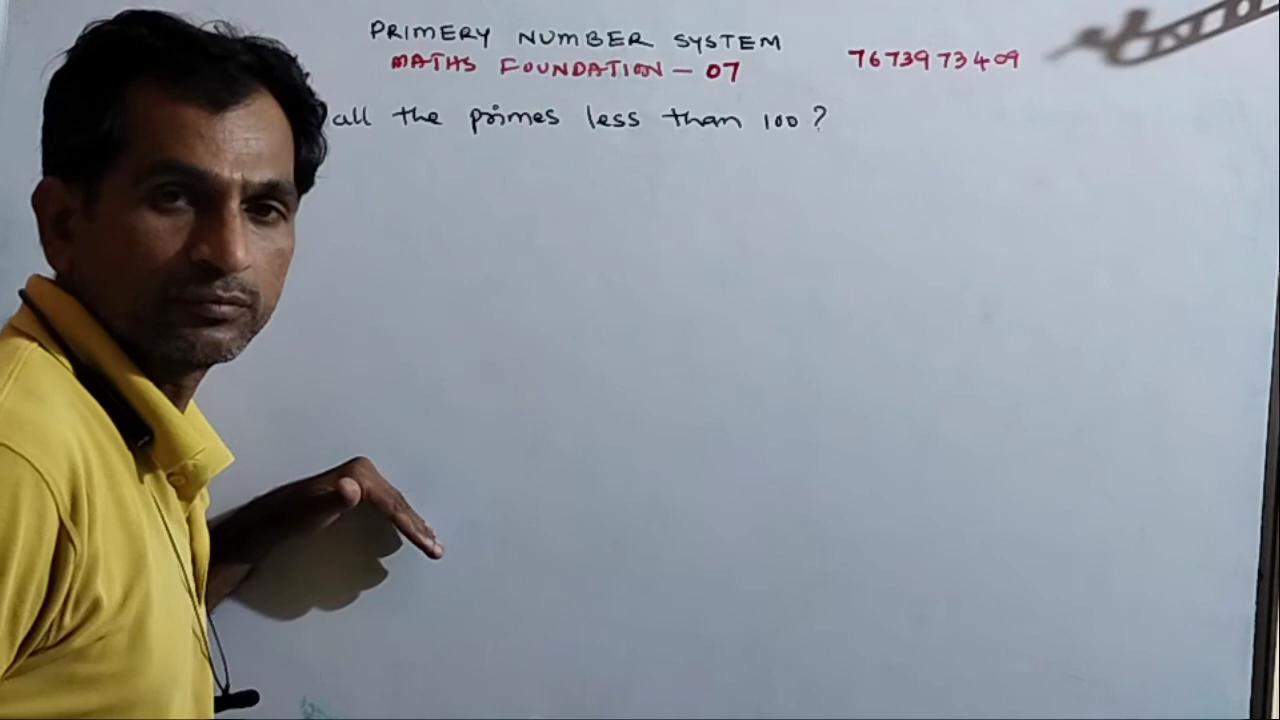 PRIMERY NUMBER SYSTEM
MATHS FOUNDATION - 07
7673973409
all the primes less than 100?